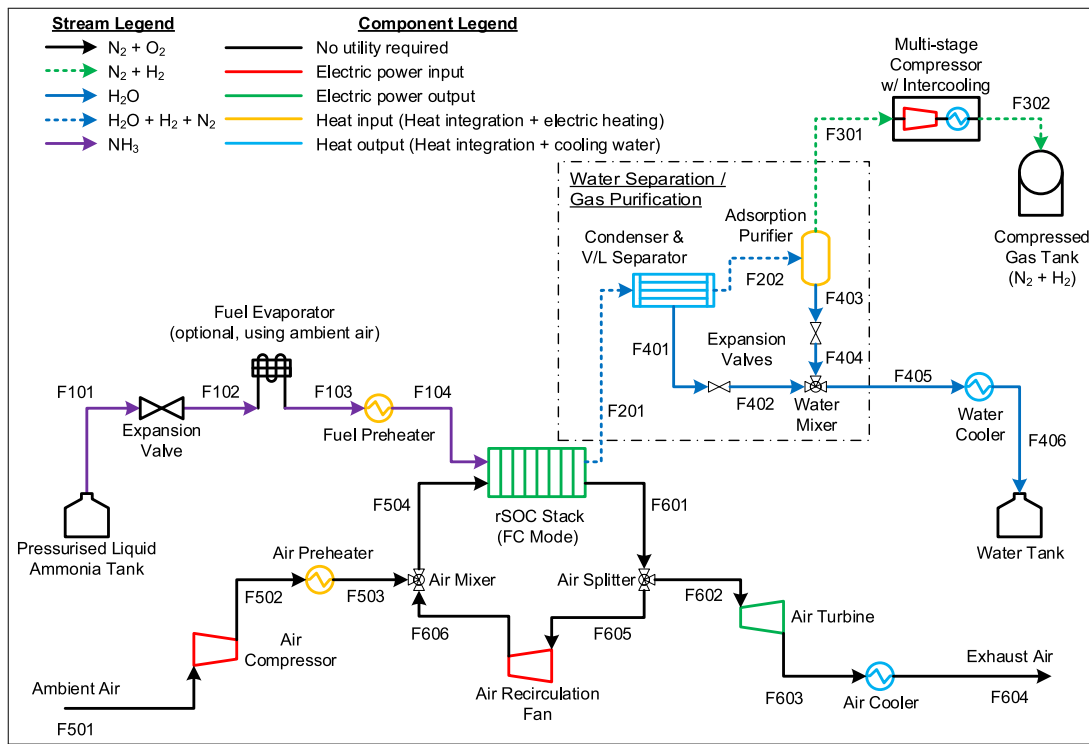 Stream Legend
N₂ + O₂
N₂ + H₂
H₂O
H₂O + H₂ + N₂
NH₃
Component Legend
No utility required
Electric power input
Electric power output
Heat input (Heat integration + electric heating)
Heat output (Heat integration + cooling water)
Multi-stage
Compressor
w/ Intercooling
F301
F302
Compressed
Gas Tank
(N₂ + H₂)
Water Separation /
Gas Purification
Adsorption
Purifier
Condenser &
V/L Separator
F202
F403
F401
Expansion
Valves
F404
F402
Water
Mixer
F405
Water
Cooler
F406
Water Tank
F201
Fuel Evaporator
(optional, using ambient air)
F101
F102
F103
F104
Expansion
Valve
Fuel Preheater
Pressurised Liquid
Ammonia Tank
rSOC Stack
(FC Mode)
F504
F601
Air Preheater
F502
F503
Air Mixer
Air Splitter
F602
F606
F605
Air Turbine
Air
Compressor
Ambient Air
F501
Air Recirculation
Fan
F603
Air Cooler
Exhaust Air
F604